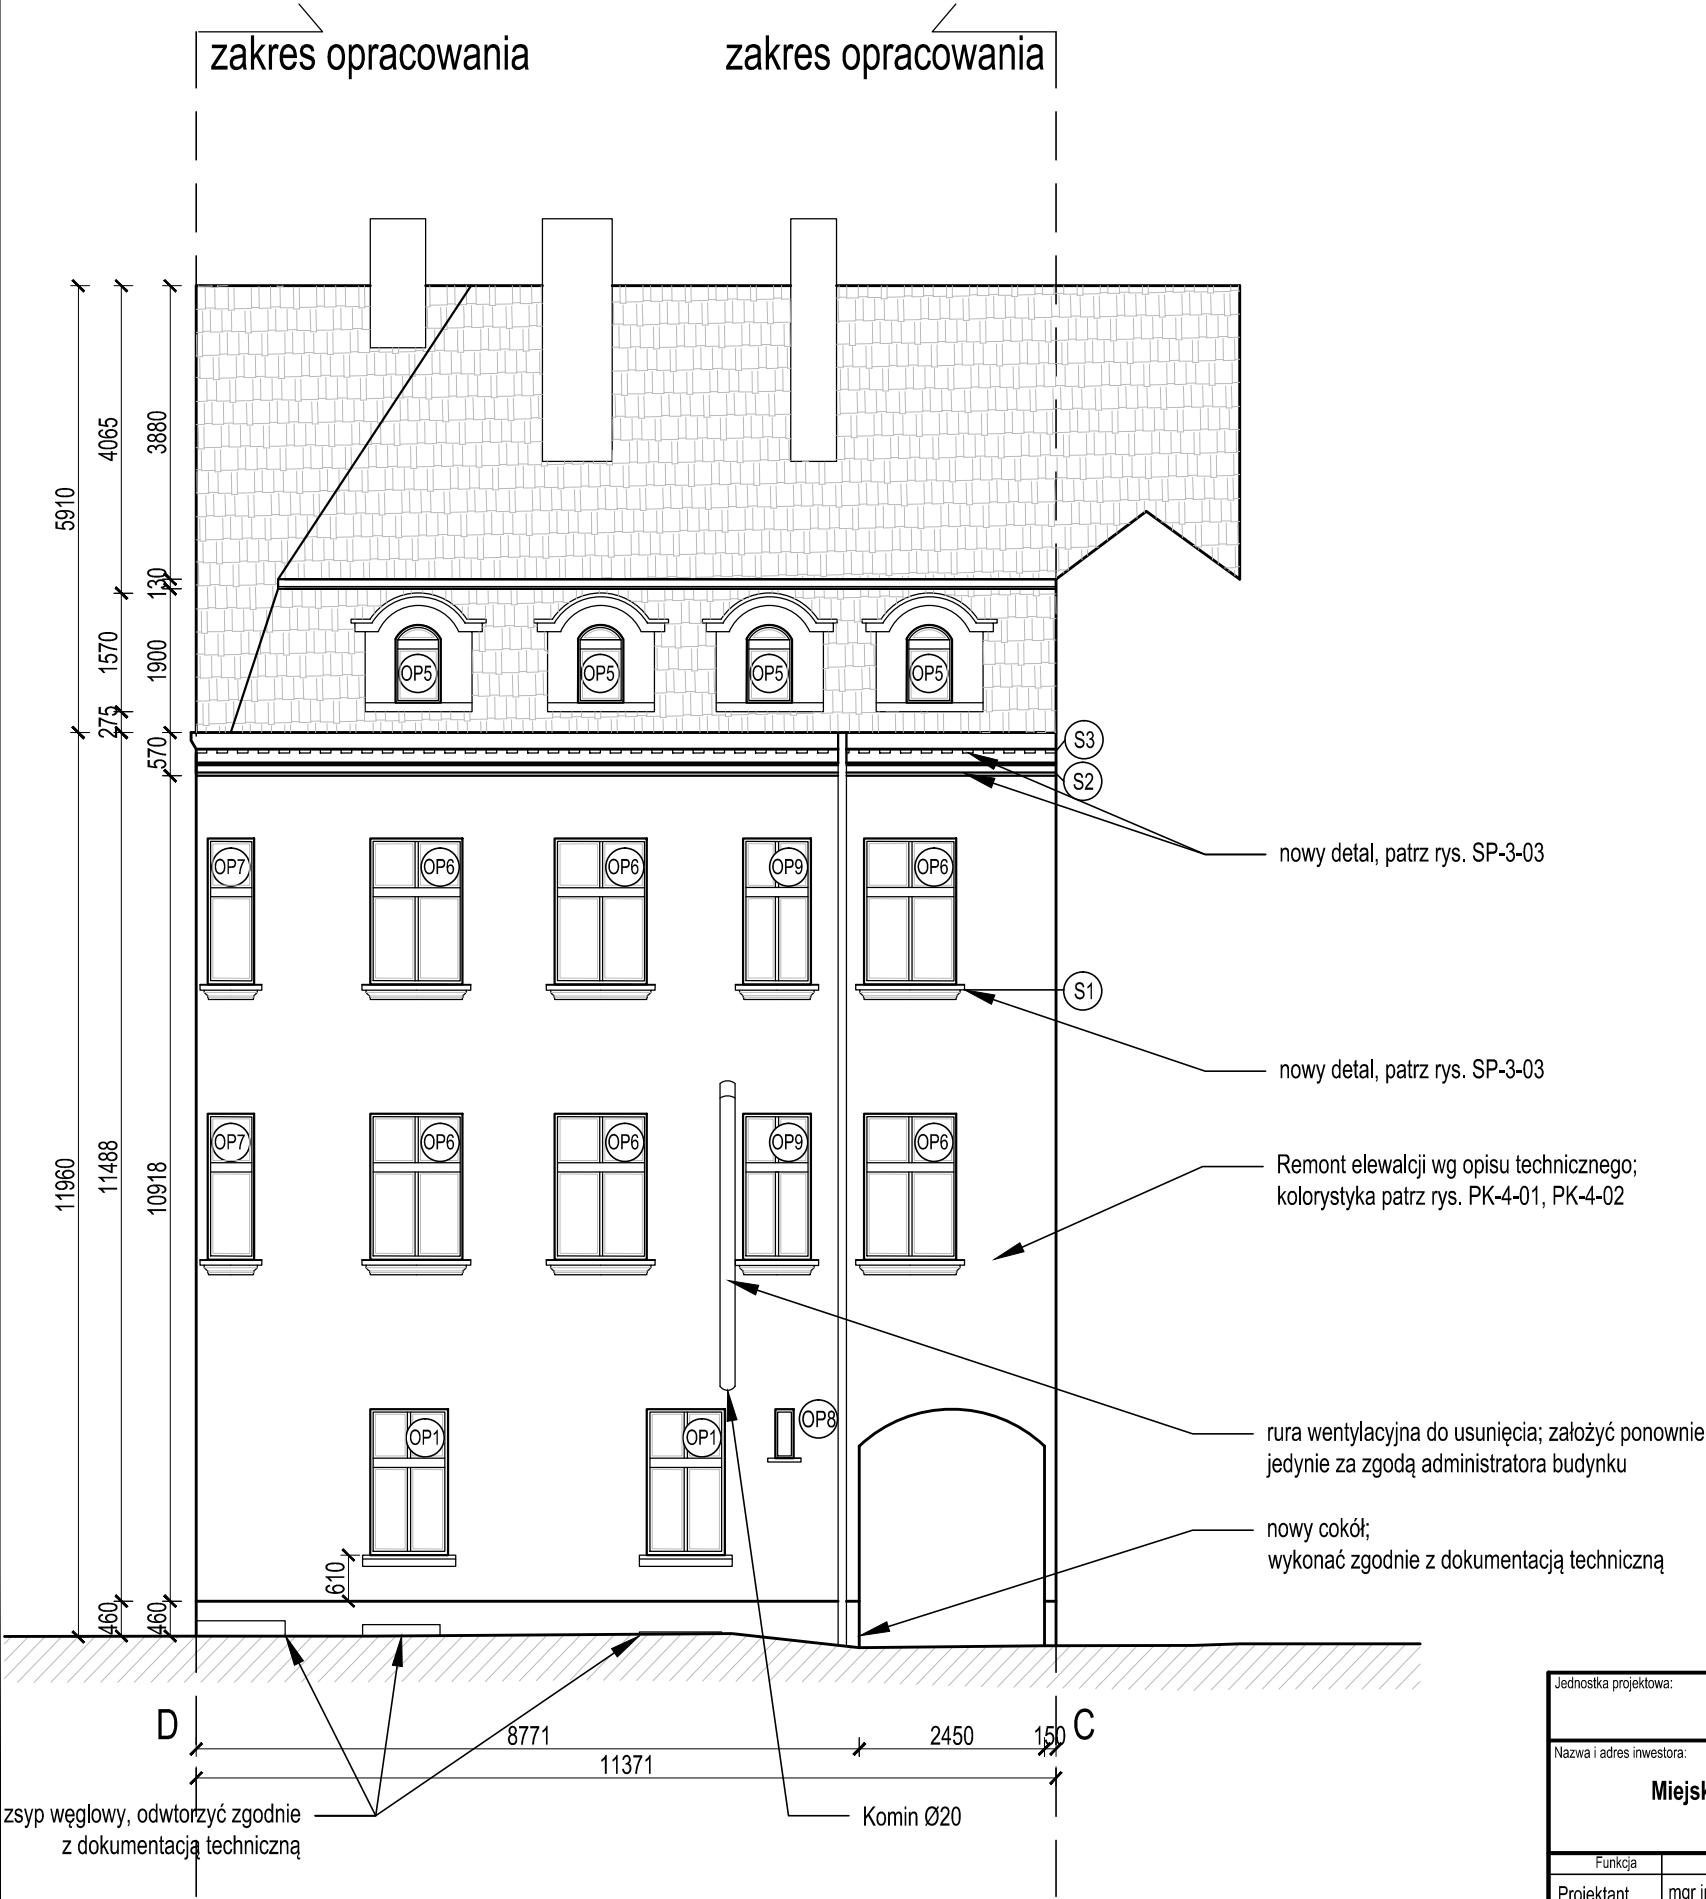 zakres opracowania
zakres opracowania
5910
4065
3880
130
1570
1900
275
570
11960
11488
10918
460
460
610
OP5
OP5
OP5
OP5
S3
S2
nowy detal, patrz rys. SP-3-03
OP7
OP6
OP6
OP9
OP6
S1
nowy detal, patrz rys. SP-3-03
OP7
OP6
OP6
OP9
OP6
Remont elewalcji wg opisu technicznego;
kolorystyka patrz rys. PK-4-01, PK-4-02
OP1
OP1
OP8
rura wentylacyjna do usunięcia; założyć ponownie
jedynie za zgodą administratora budynku
nowy cokół;
wykonać zgodnie z dokumentacją techniczną
D
C
8771
2450
150
11371
zsyp węglowy, odwtorzyć zgodnie
z dokumentacją techniczną
Komin Ø20
Jednostka projektowa:
Nazwa i adres inwestora:
Miejsk
Funkcja
Projektant
mgr